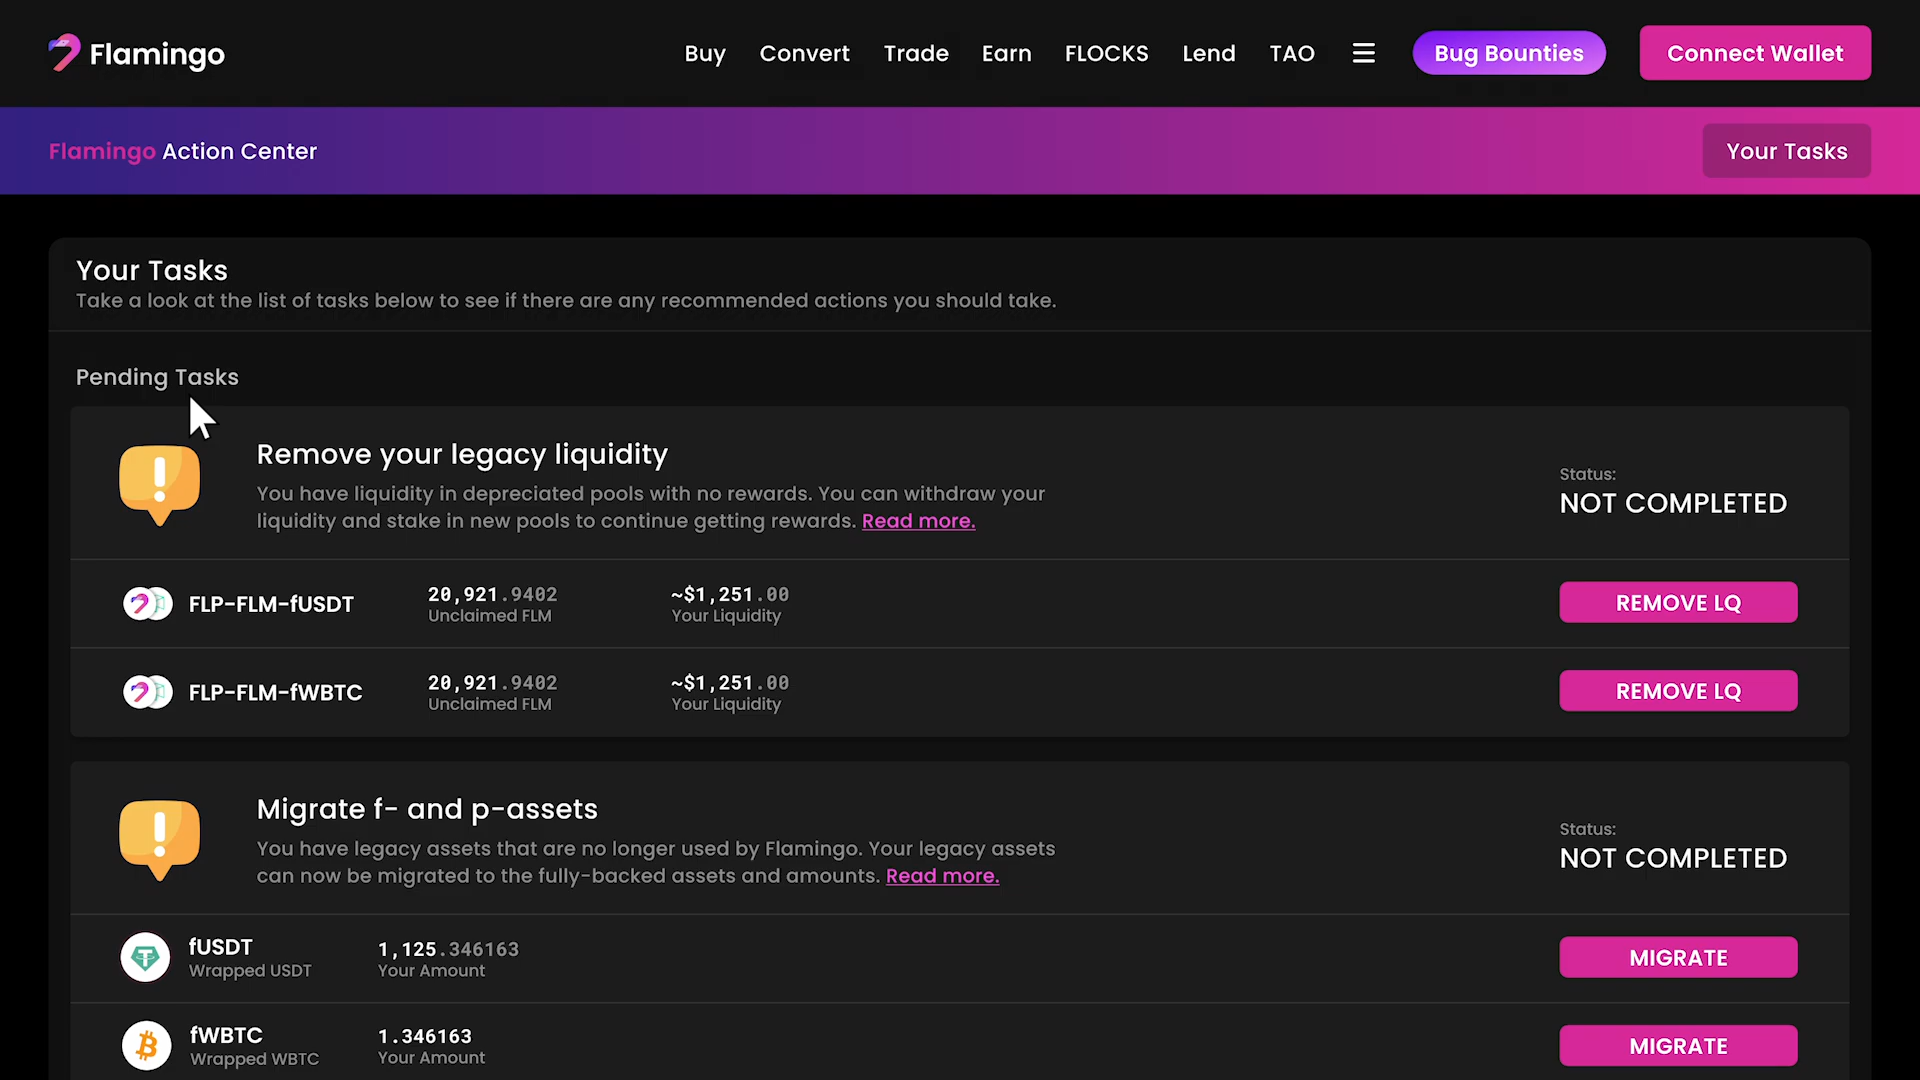 Flamingo
Buy
Convert
Trade
Earn
FLOCKS
Lend
TAO
Bug Bounties
Connect Wallet
Flamingo Action Center
Your Tasks
Your Tasks
Take a look at the list of tasks below to see if there are any recommended actions you should take.
Pending Tasks
Remove your legacy liquidity
You have liquidity in depreciated pools with no rewards. You can withdraw your
liquidity and stake in new pools to continue getting rewards. Read more.
Status:
NOT COMPLETED
FLP-FLM-fUSDT
20,921.9402
Unclaimed FLM
~$1,251.00
Your Liquidity
REMOVE LQ
FLP-FLM-fWBTC
20,921.9402
Unclaimed FLM
~$1,251.00
Your Liquidity
REMOVE LQ
Migrate f- and p-assets
You have legacy assets that are no longer used by Flamingo. Your legacy assets
can now be migrated to the fully-backed assets and amounts. Read more.
Status:
NOT COMPLETED
fUSDT
Wrapped USDT
1,125.346163
Your Amount
MIGRATE
fWBTC
Wrapped WBTC
1.346163
Your Amount
MIGRATE